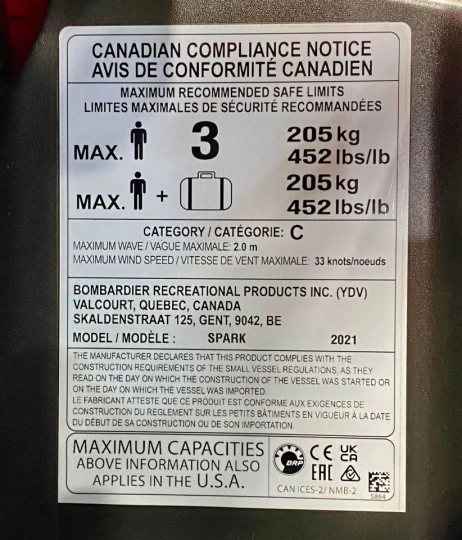 CANADIAN COMPLIANCE NOTICE
AVIS DE CONFORMITÉ CANADIEN
MAXIMUM RECOMMENDED SAFE LIMITS
LIMITES MAXIMALES DE SÉCURITÉ RECOMMANDÉES
MAX. 3 205 kg
452 lbs/lb
MAX. + 205 kg
452 lbs/lb
CATEGORY / CATÉGORIE: C
MAXIMUM WAVE / VAGUE MAXIMALE: 2.0 m
MAXIMUM WIND SPEED / VITESSE DE VENT MAXIMALE: 33 knots/noeuds
BOMBARDIER RECREATIONAL PRODUCTS INC. (YDV)
VALCOURT, QUEBEC, CANADA
SKALDENSTRAAT 125, GENT, 9042, BE
MODEL / MODÈLE : SPARK 2021
THE MANUFACTURER DECLARES THAT THIS PRODUCT COMPLIES WITH THE
CONSTRUCTION REQUIREMENTS OF THE SMALL VESSEL REGULATIONS, AS THEY
READ ON THE DAY ON WHICH THE CONSTRUCTION OF THE VESSEL WAS STARTED OR
ON THE DAY ON WHICH THE VESSEL WAS IMPORTED.
LE FABRICANT ATTESTE QUE CE PRODUIT EST CONFORME AUX EXIGENCES DE
CONSTRUCTION DU REGLEMENT SUR LES PETITS BÂTIMENTS EN VIGUEUR À LA DATE
DU DÉBUT DE SA CONSTRUCTION OU DE SON IMPORTATION.
MAXIMUM CAPACITIES
ABOVE INFORMATION ALSO
APPLIES IN THE U.S.A.
BRP CE UK
CA
EAC
CAN ICES-2/ NMB-2
5864